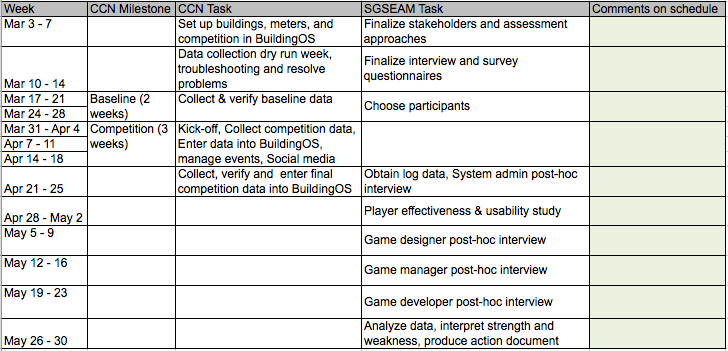 Week CCN Milestone CCN Task SGSEAM Task Comments on schedule
Mar 3 - 7 Set up buildings, meters, and competition in BuildingOS Finalize stakeholders and assessment approaches
Mar 10 - 14 Data collection dry run week, troubleshooting and resolve problems Finalize interview and survey questionnaires
Mar 17 - 21 Baseline (2 weeks) Collect & verify baseline data Choose participants
Mar 24 - 28
Mar 31 - Apr 4 Competition (3 weeks) Kick-off, Collect competition data, Enter data into BuildingOS, manage events, Social media
Apr 7 - 11
Apr 14 - 18
Apr 21 - 25 Collect, verify and enter final competition data into BuildingOS Obtain log data, System admin post-hoc interview
Apr 28 - May 2 Player effectiveness & usability study
May 5 - 9 Game designer post-hoc interview
May 12 - 16 Game manager post-hoc interview
May 19 - 23 Game developer post-hoc interview
May 26 - 30 Analyze data, interpret strength and weakness, produce action document